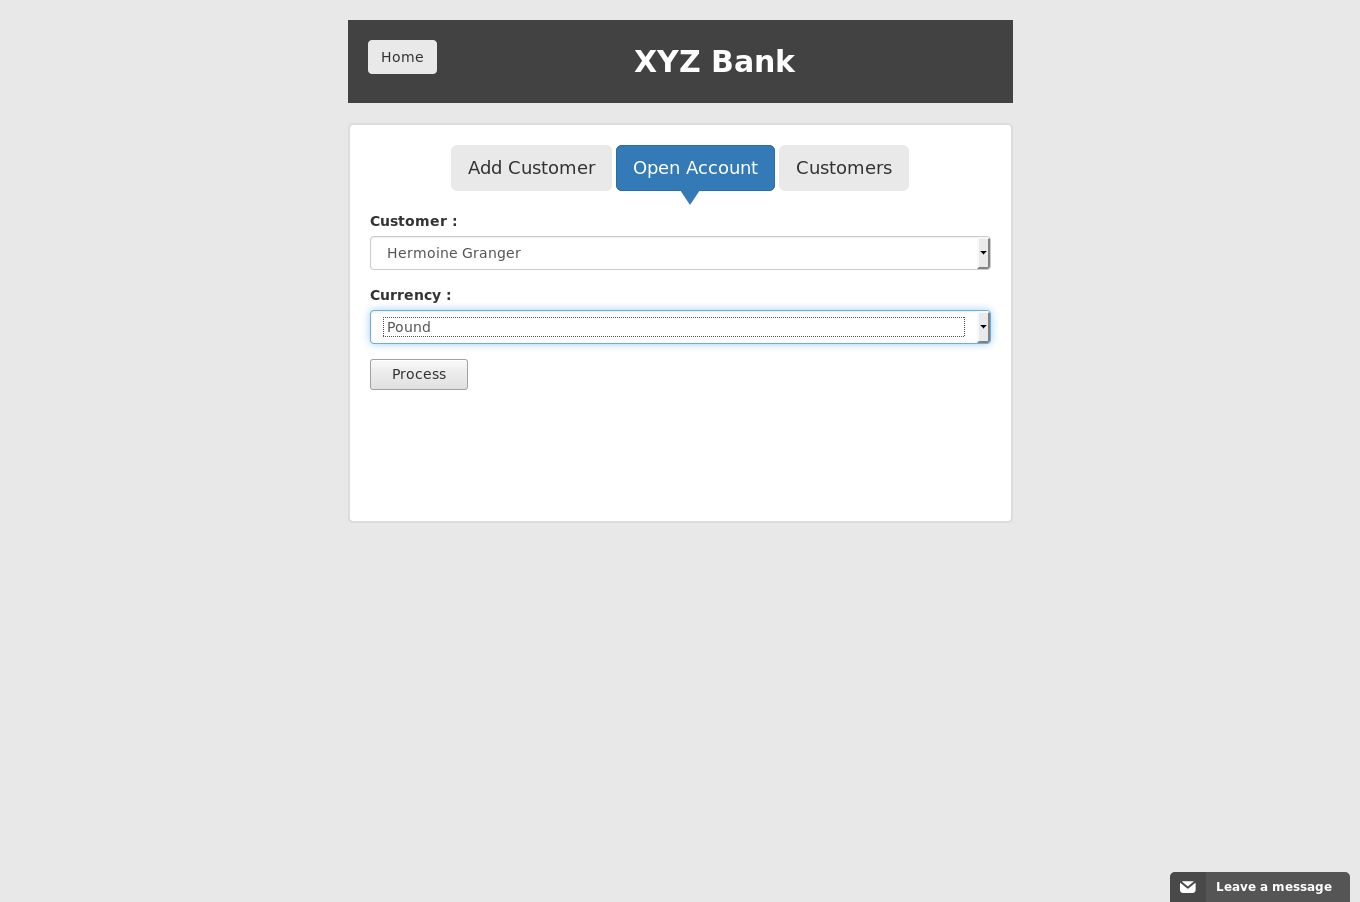 Home
XYZ Bank
Add Customer
Open Account
Customers
Customer :
Hermoine Granger
Currency :
Pound
Process
Leave a message